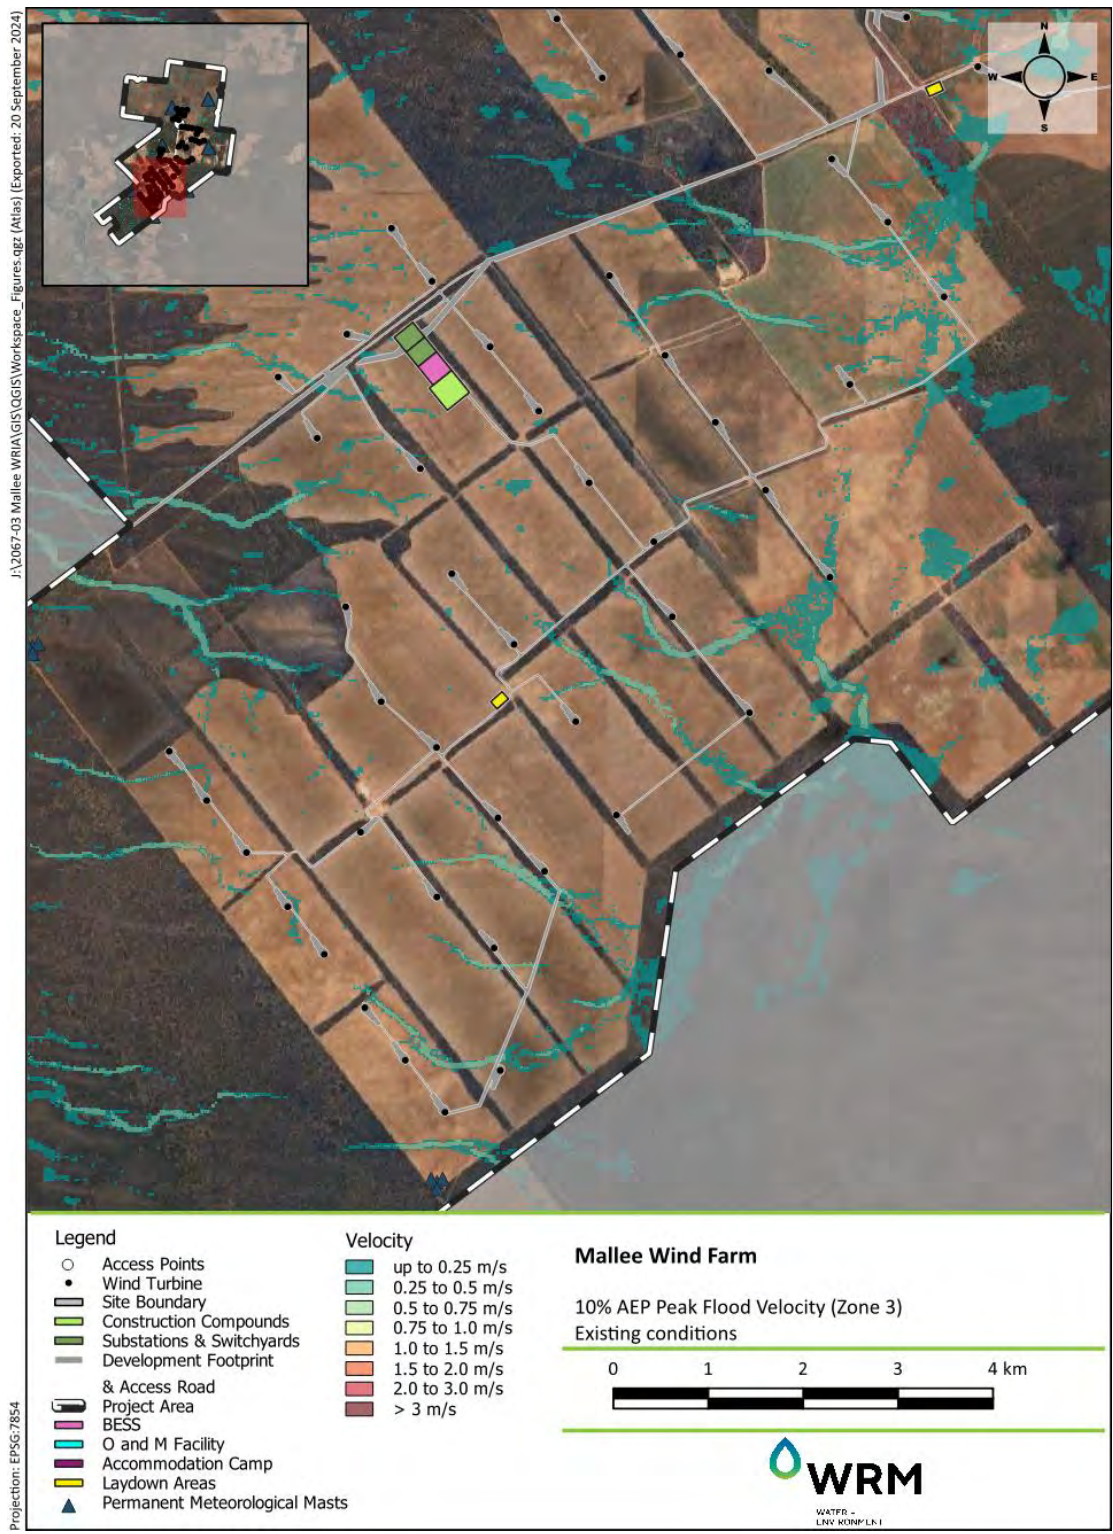 J:\2067-03 Mallee WRIA\GIS\QGIS\Workspace_Figures.qgz (Atlas) (Exported: 20 September 2024)
Projection: EPSG:7854
N
W
E
S
Legend
Access Points
Wind Turbine
Site Boundary
Construction Compounds
Substations & Switchyards
Development Footprint
& Access Road
Project Area
BESS
O and M Facility
Accommodation Camp
Laydown Areas
Permanent Meteorological Masts
Velocity
up to 0.25 m/s
0.25 to 0.5 m/s
0.5 to 0.75 m/s
0.75 to 1.0 m/s
1.0 to 1.5 m/s
1.5 to 2.0 m/s
2.0 to 3.0 m/s
> 3 m/s
Mallee Wind Farm
10% AEP Peak Flood Velocity (Zone 3)
Existing conditions
0 1 2 3 4 km
WRM
WATER +
ENVIRONMENT